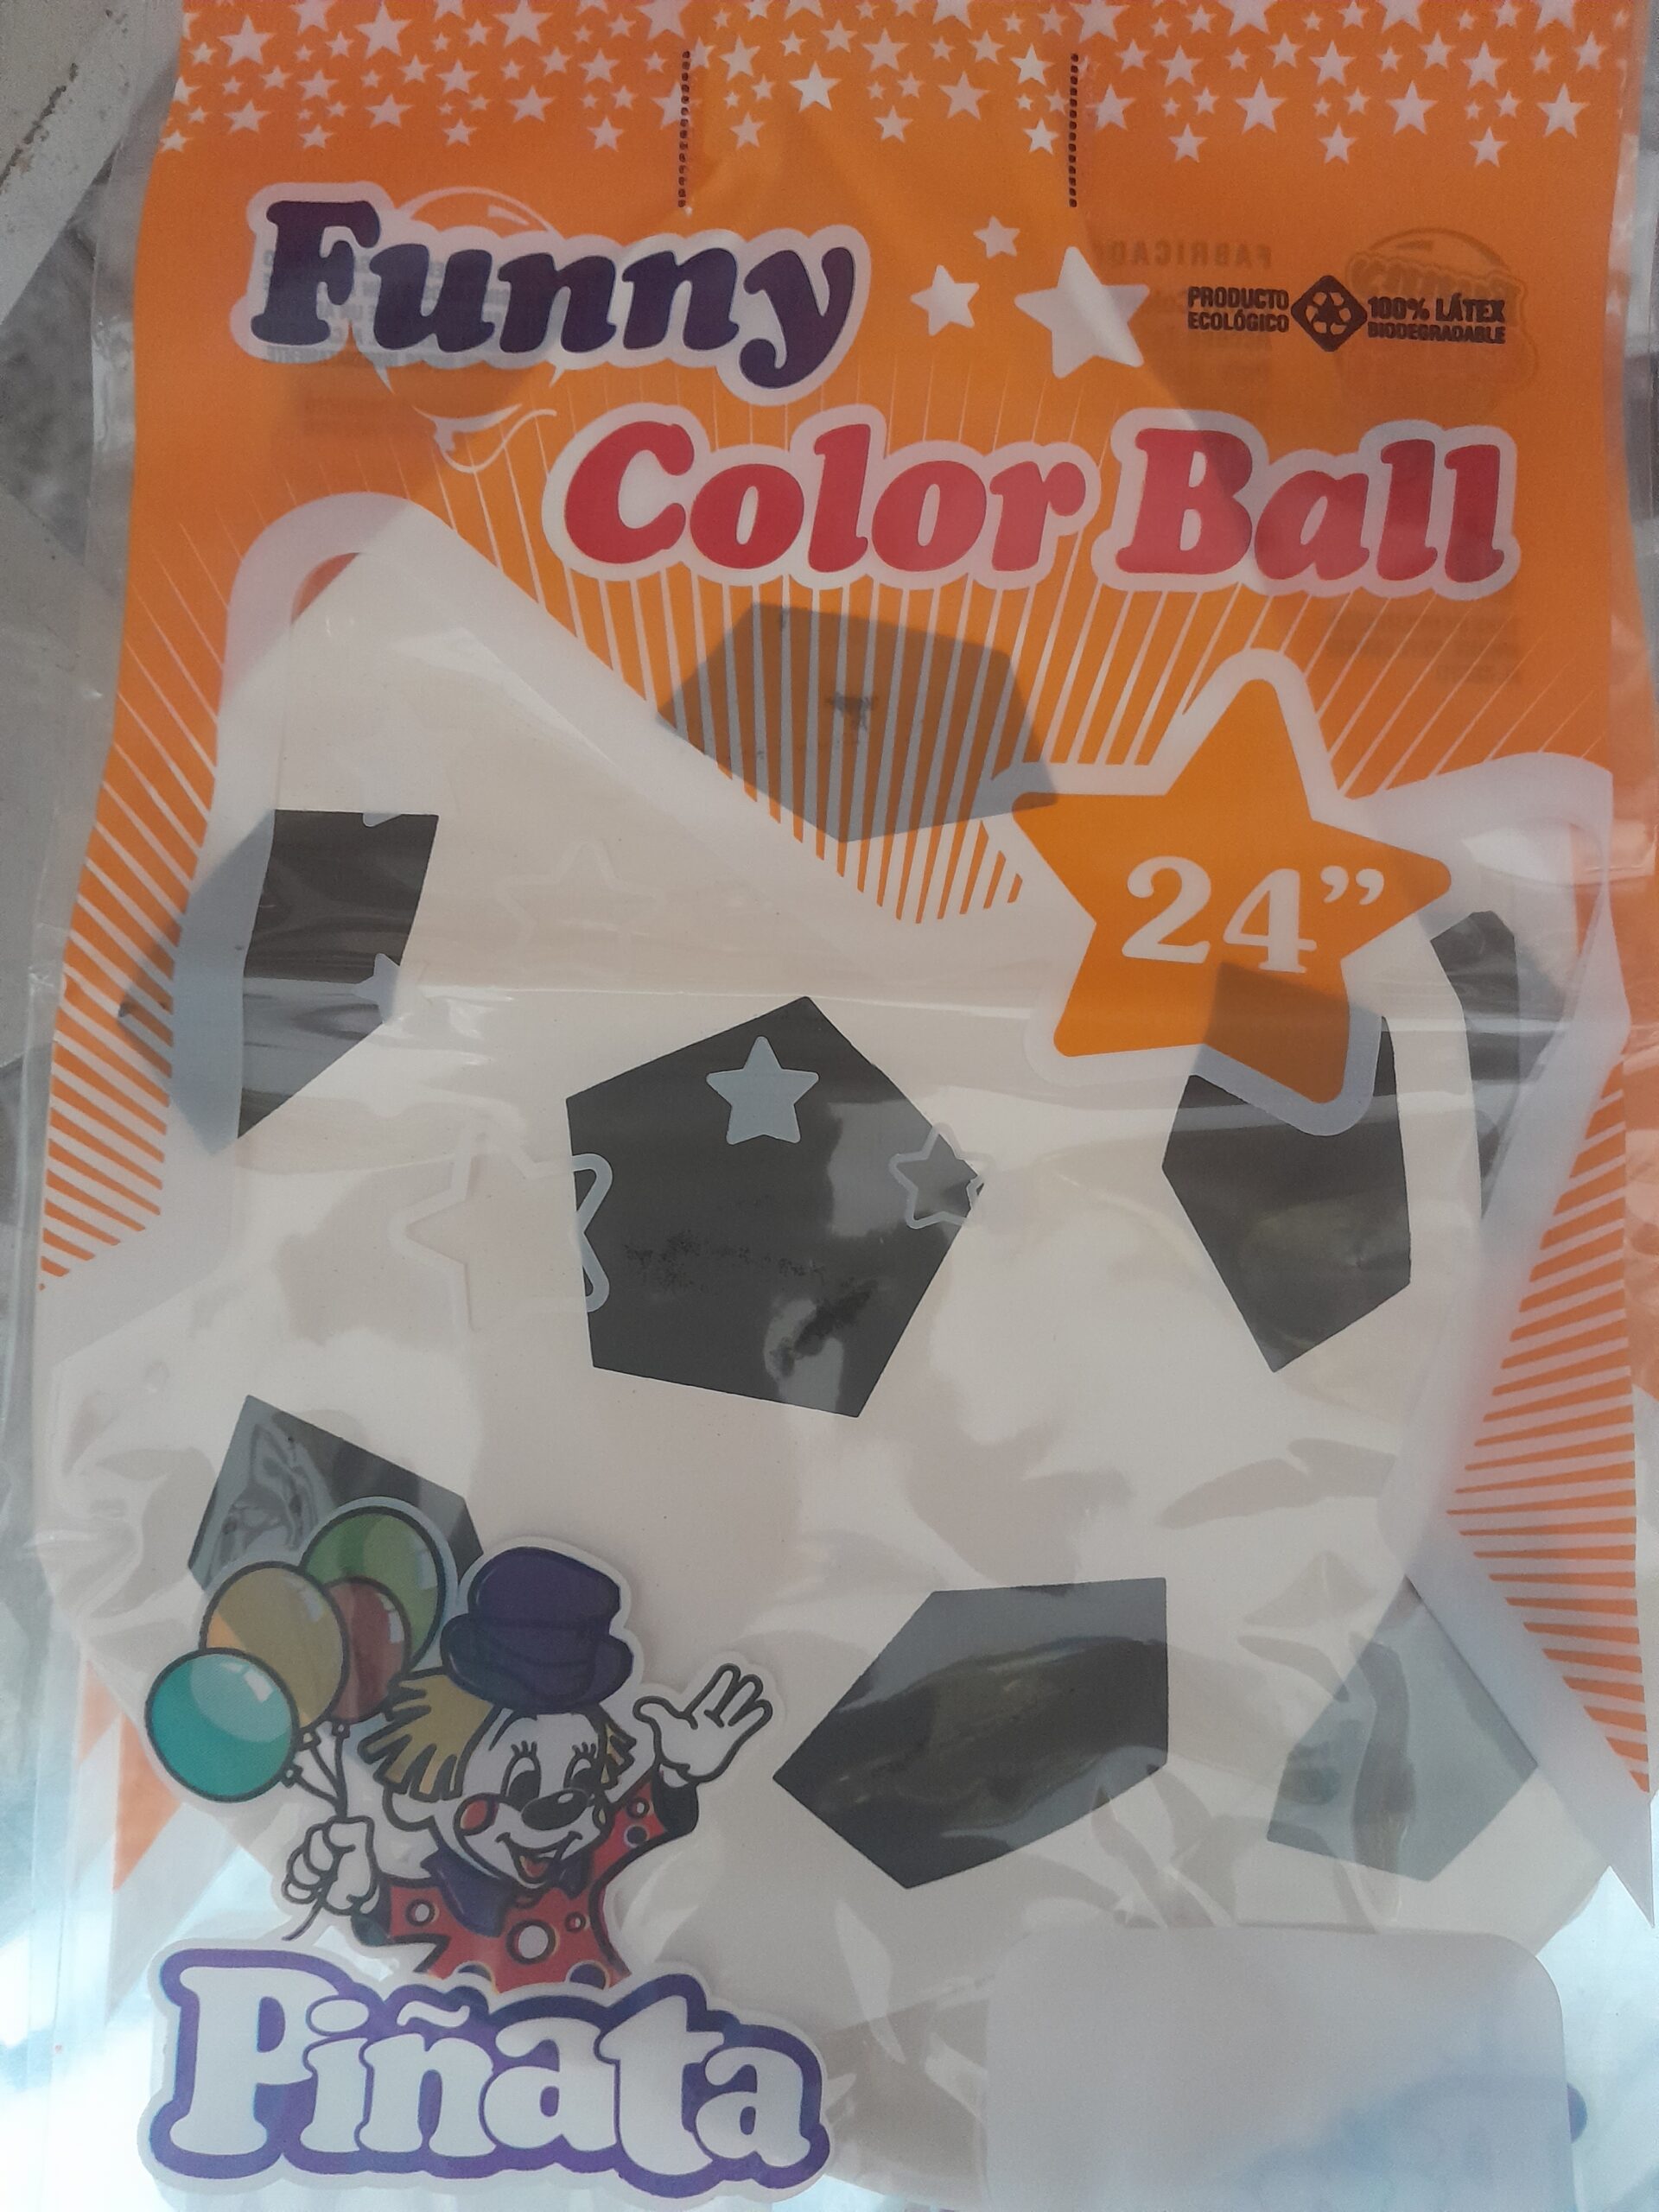 Funny
PRODUCTO
ECOLÓGICO
100% LÁTEX
BIODEGRADABLE
Color Ball
24”
Piñata